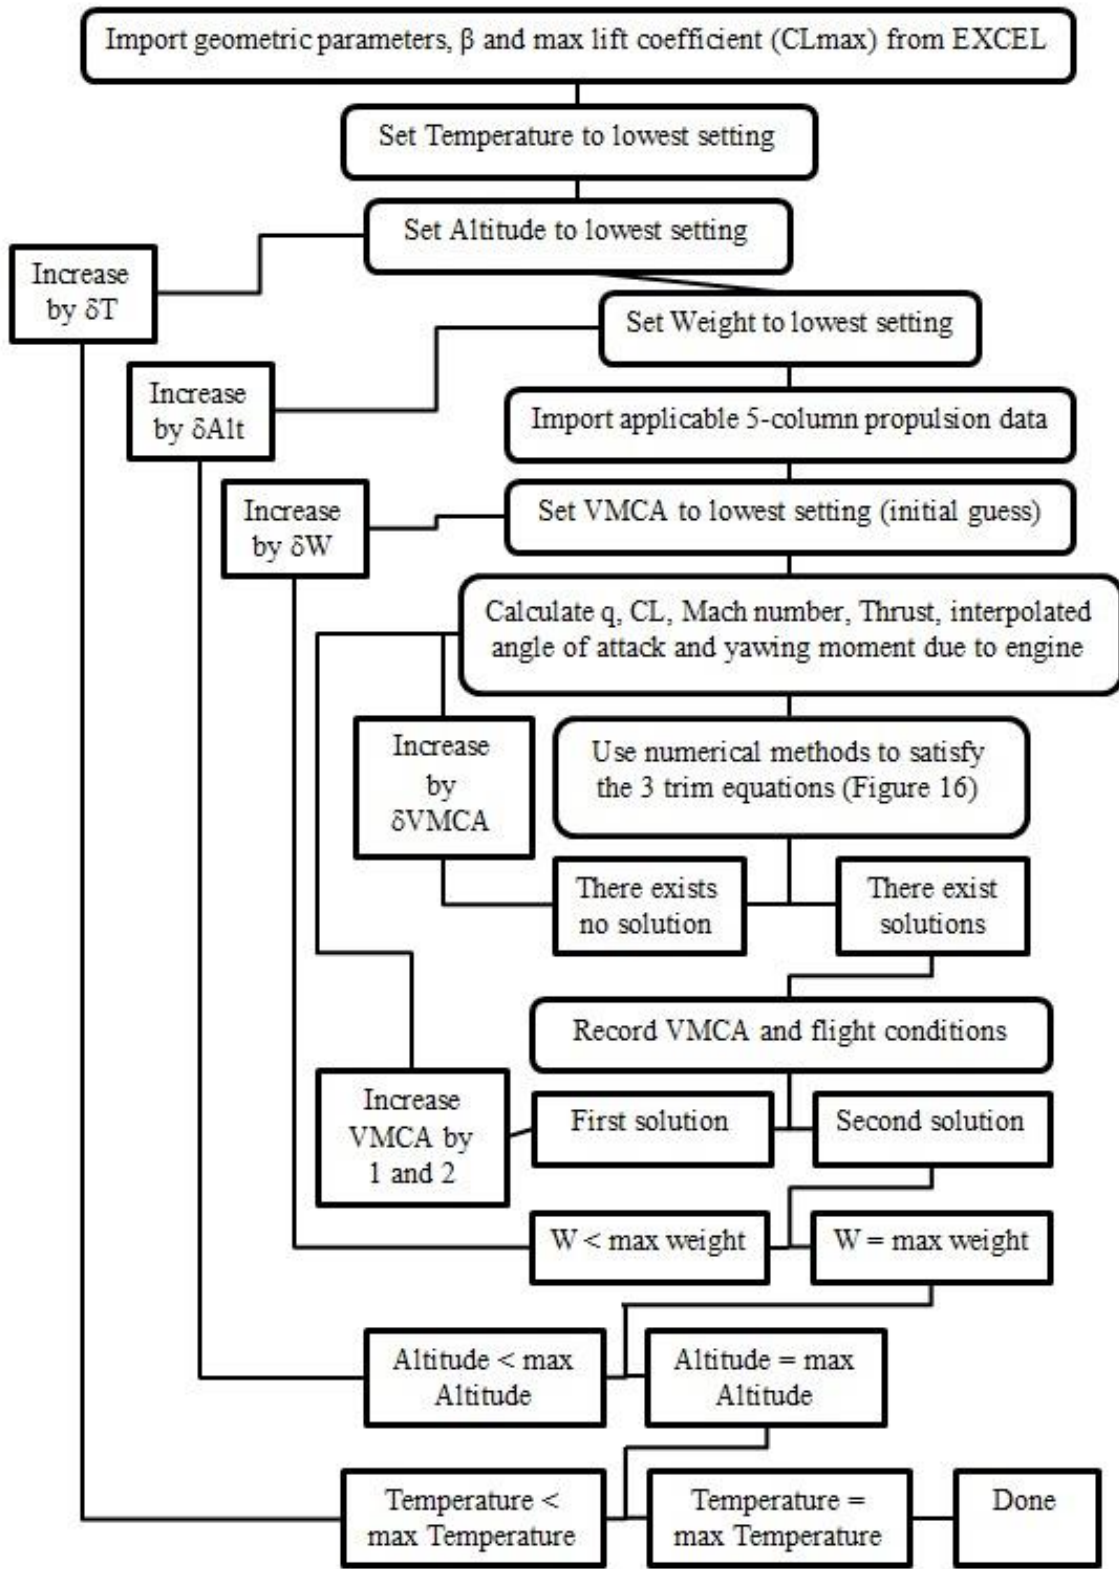 Import geometric parameters, β and max lift coefficient (CLmax) from EXCEL
Set Temperature to lowest setting
Set Altitude to lowest setting
Increase
by δT
Set Weight to lowest setting
Increase
by δAlt
Import applicable 5-column propulsion data
Increase
by δW
Set VMCA to lowest setting (initial guess)
Calculate q, CL, Mach number, Thrust, interpolated
angle of attack and yawing moment due to engine
Increase
by
δVMCA
Use numerical methods to satisfy
the 3 trim equations (Figure 16)
There exists
no solution
There exist
solutions
Record VMCA and flight conditions
Increase
VMCA by
1 and 2
First solution
Second solution
W < max weight
W = max weight
Altitude < max
Altitude
Altitude = max
Altitude
Temperature <
max Temperature
Temperature =
max Temperature
Done